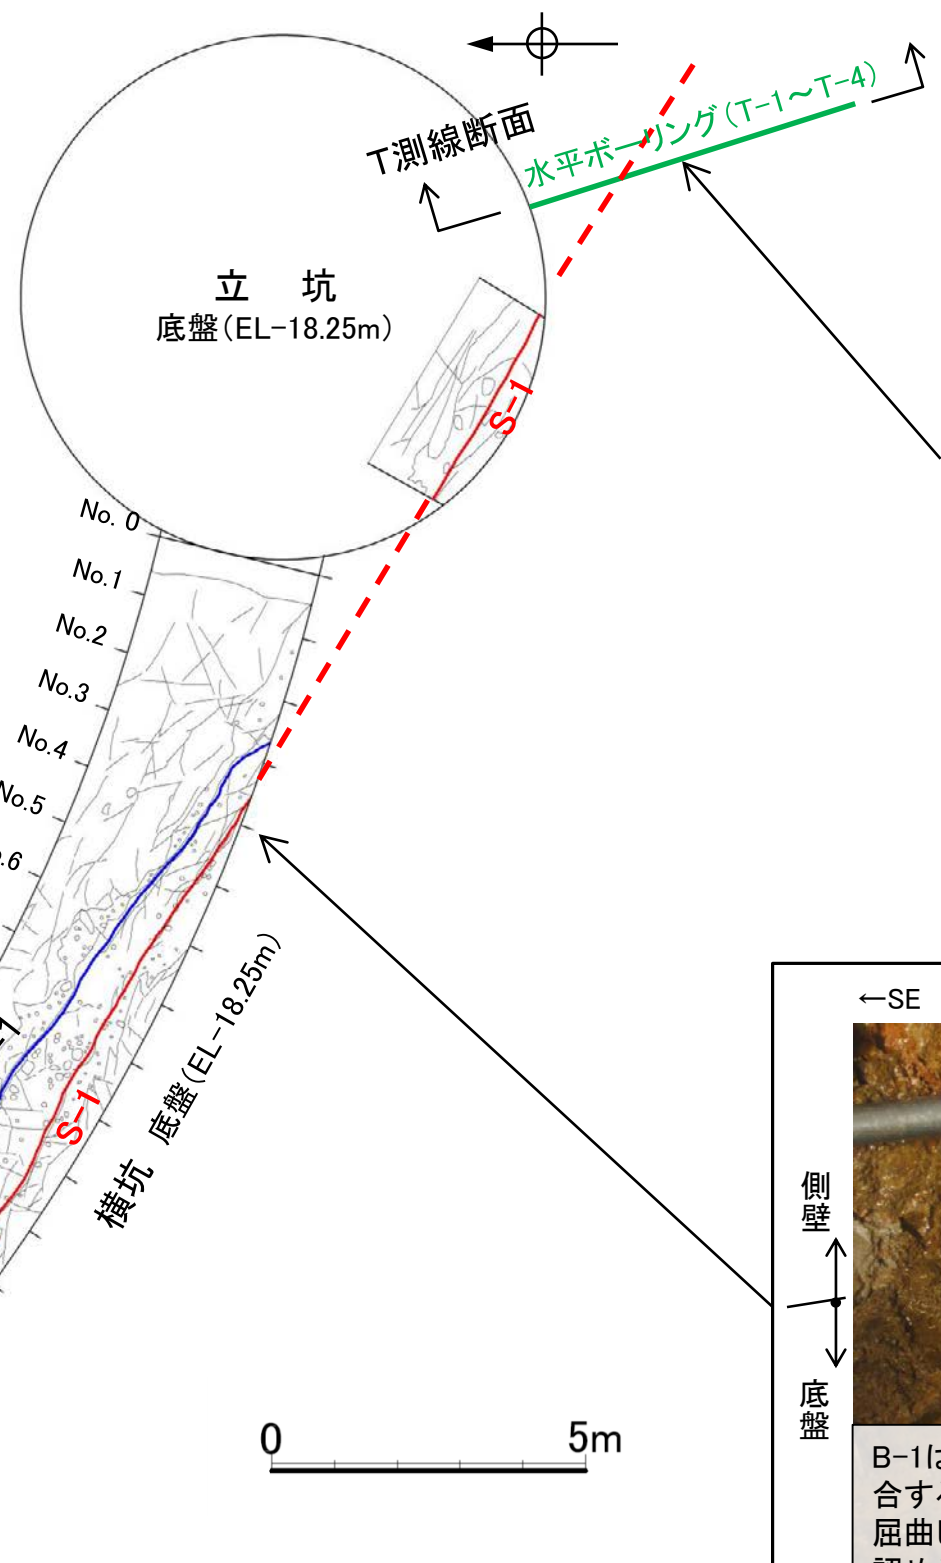 T測線断面
水平ボーリング(T-1～T-4)
立　坑
底盤(EL-18.25m)
S-1
No. 0
No.1
No.2
No.3
No.4
No.5
.6
S-1
横坑　底盤(EL-18.25m)
←SE
側壁
底盤
0
5m
B-1は
合す
屈曲